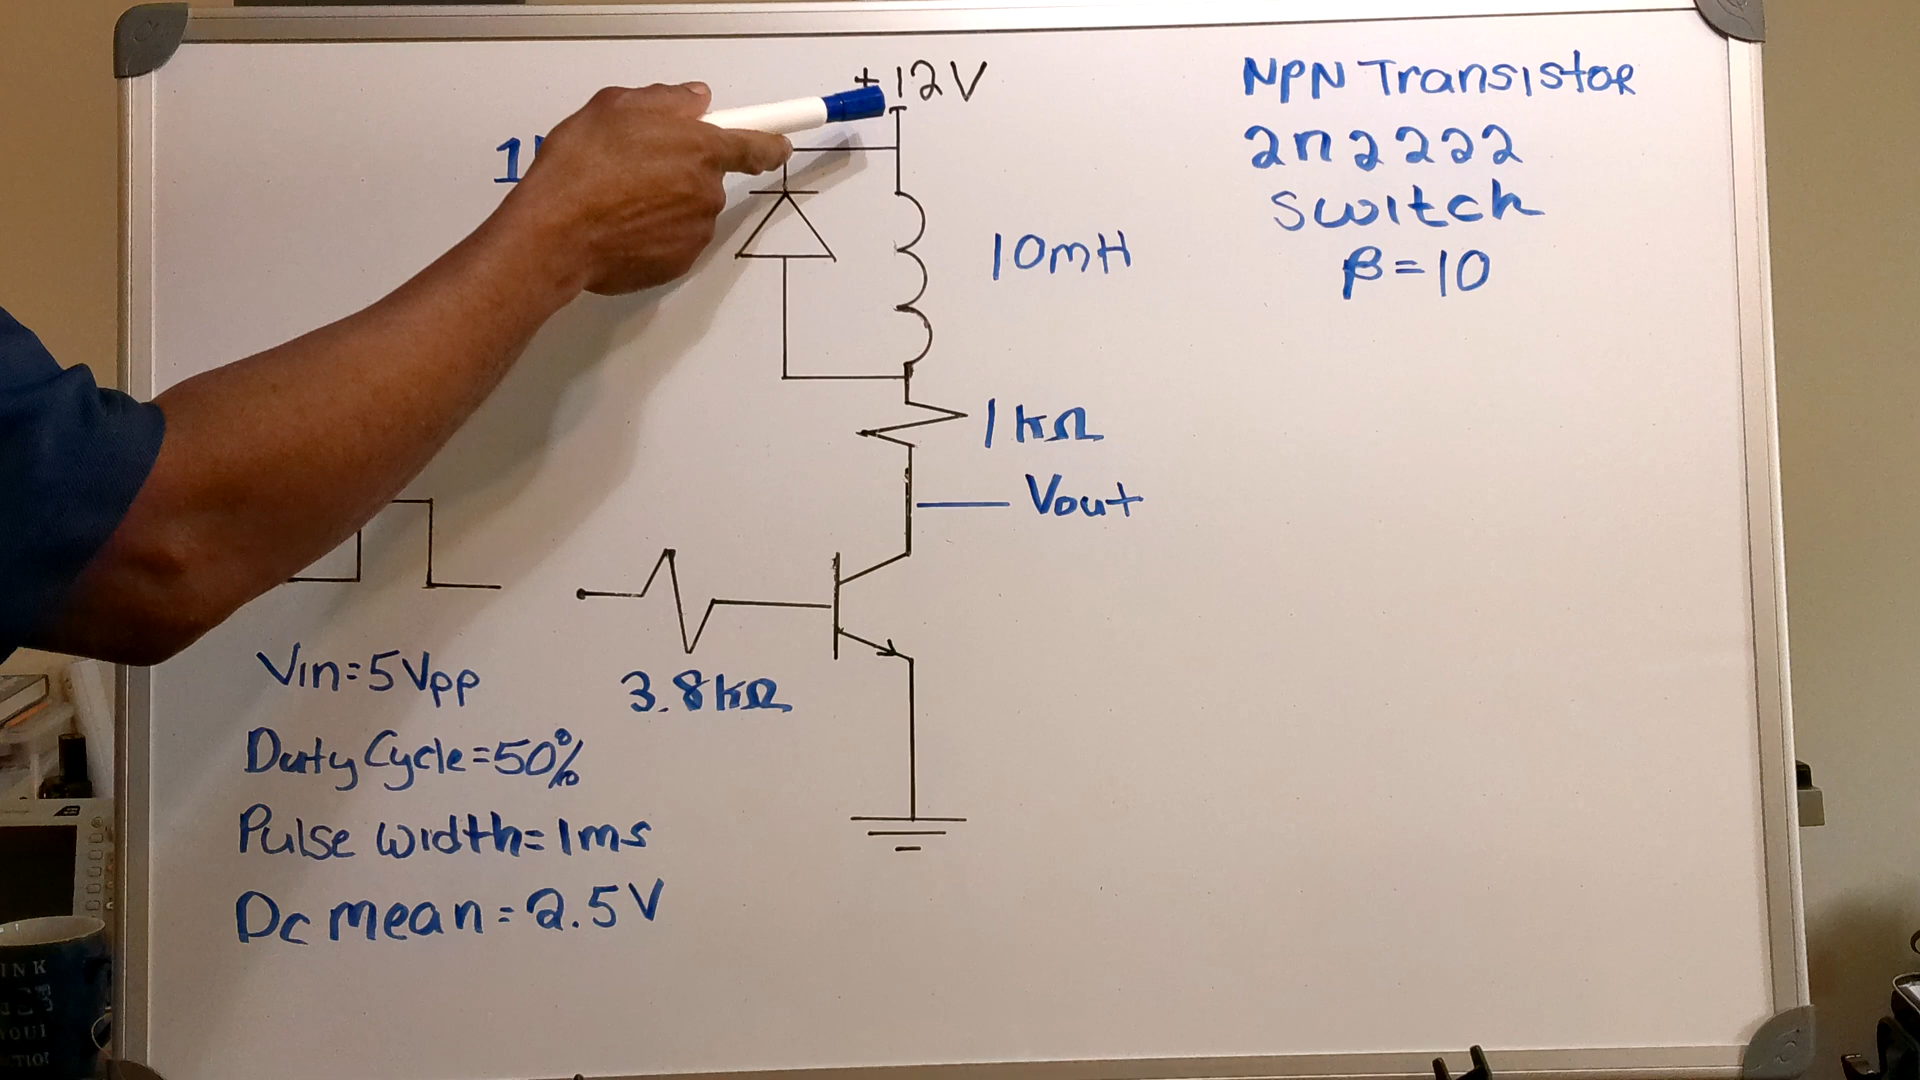 +12V
NPN Transistor
2n2222
Switch
β=10
10mH
1kΩ
Vout
3.8kΩ
Vin=5Vpp
Duty Cycle=50%
Pulse width=1ms
Dc mean=2.5V